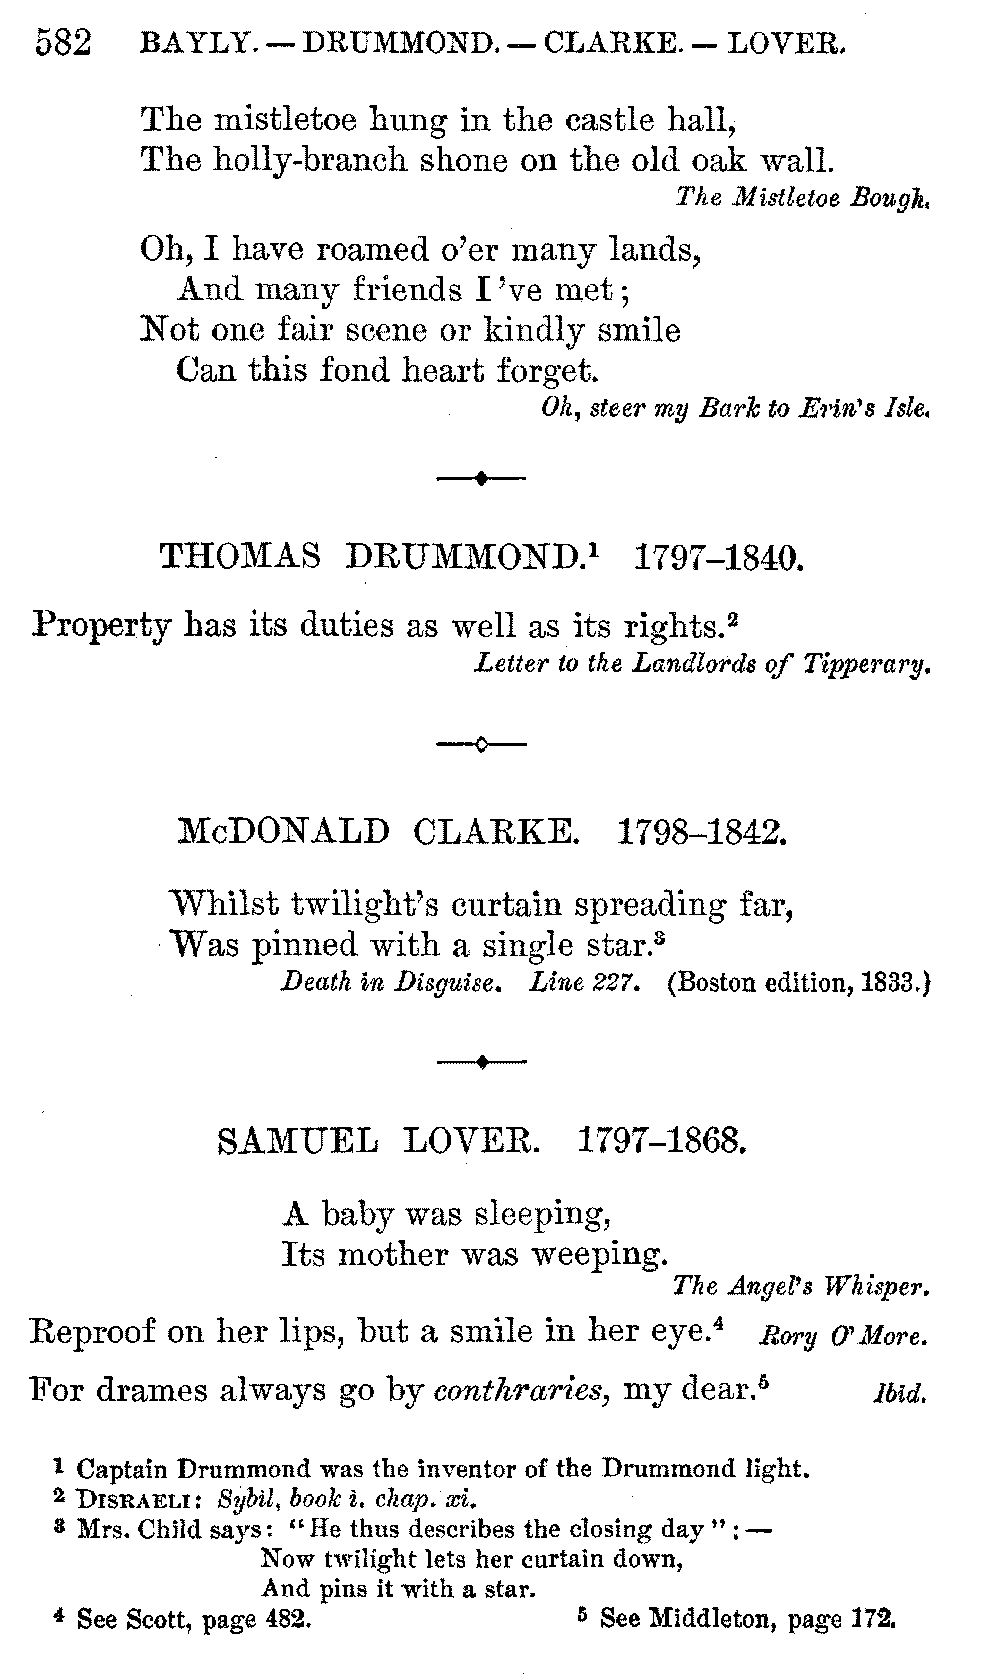 582 BAYLY. — DRUMMOND. — CLARKE. — LOVER.
The mistletoe hung in the castle hall,
The holly-branch shone on the old oak wall.
The Mistletoe Bough.
Oh, I have roamed o'er many lands,
And many friends I 've met;
Not one fair scene or kindly smile
Can this fond heart forget.
Oh, steer my Bark to Erin's Isle.
THOMAS DRUMMOND.¹ 1797–1840.
Property has its duties as well as its rights.²
Letter to the Landlords of Tipperary.
McDONALD CLARKE. 1798–1842.
Whilst twilight's curtain spreading far,
Was pinned with a single star.³
Death in Disguise. Line 227. (Boston edition, 1833.)
SAMUEL LOVER. 1797–1868.
A baby was sleeping,
Its mother was weeping.
The Angel's Whisper.
Reproof on her lips, but a smile in her eye.⁴ Rory O'More.
For drames always go by conthraries, my dear.⁵ Ibid.
¹ Captain Drummond was the inventor of the Drummond light.
² DISRAELI: Sybil, book i. chap. xi.
³ Mrs. Child says: "He thus describes the closing day": —
Now twilight lets her curtain down,
And pins it with a star.
⁴ See Scott, page 482. ⁵ See Middleton, page 172.